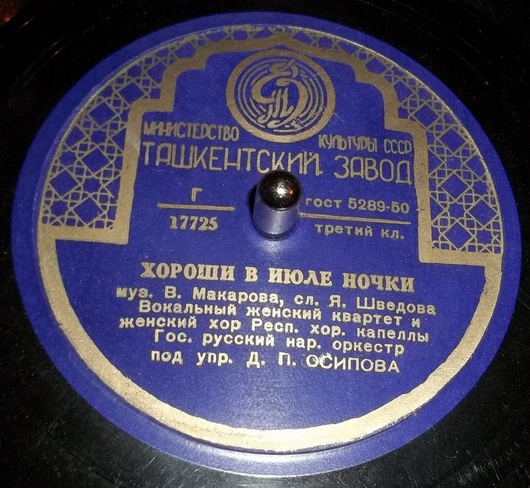 МИНИСТЕРСТВО КУЛЬТУРЫ СССР
ТАШКЕНТСКИЙ ЗАВОД
Г ГОСТ 5289-50
17725 третий кл.
ХОРОШИ В ИЮЛЕ НОЧКИ
муз. В. Макарова, сл. Я. Шведова
Вокальный женский квартет и
женский хор Респ. хор. капеллы
Гос. русский нар. оркестр
под упр. Д. П. ОСИПОВА